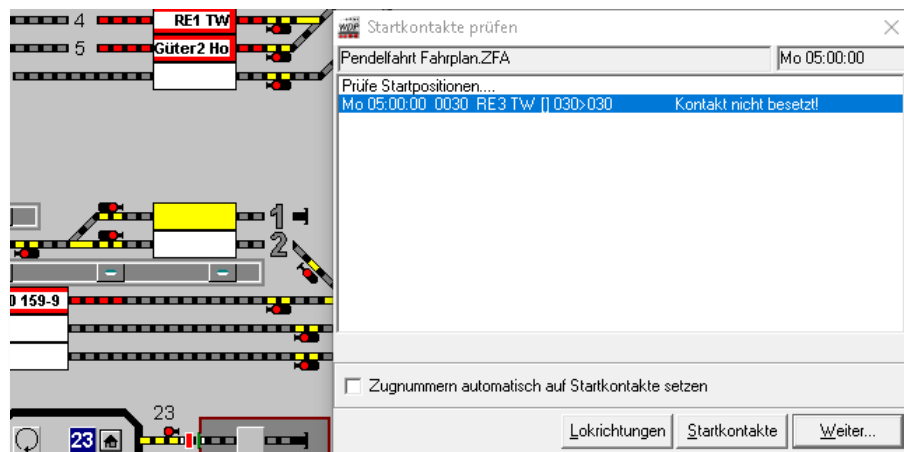 4 RE1 TW
5 Güter2 Ho
1
2
0 159-9
23
23
WDP Startkontakte prüfen
Pendelfahrt Fahrplan.ZFA Mo 05:00:00
Prüfe Startpositionen....
Mo 05:00:00 0030 RE3 TW [] 030>030 Kontakt nicht besetzt!
Zugnummern automatisch auf Startkontakte setzen
Lokrichtungen Startkontakte Weiter...